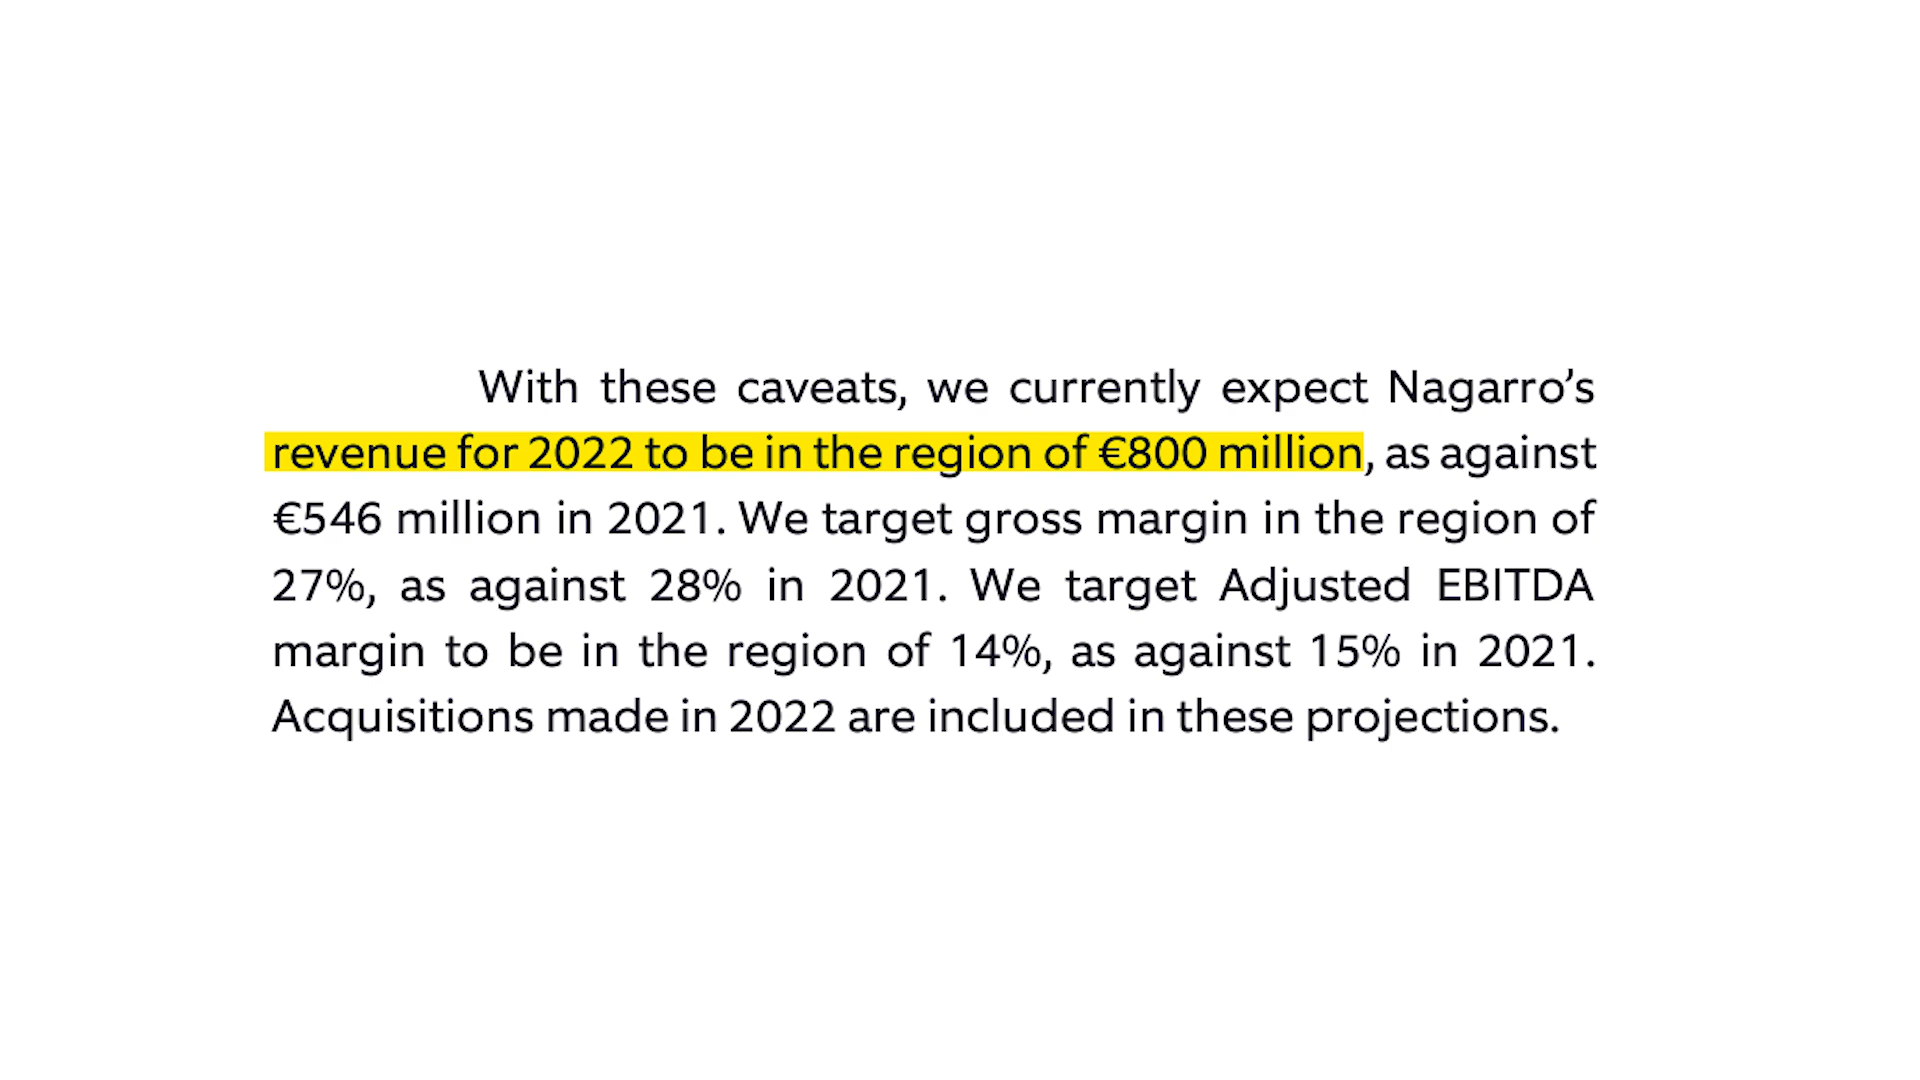 With these caveats, we currently expect Nagarro’s
revenue for 2022 to be in the region of €800 million, as against
€546 million in 2021. We target gross margin in the region of
27%, as against 28% in 2021. We target Adjusted EBITDA
margin to be in the region of 14%, as against 15% in 2021.
Acquisitions made in 2022 are included in these projections.